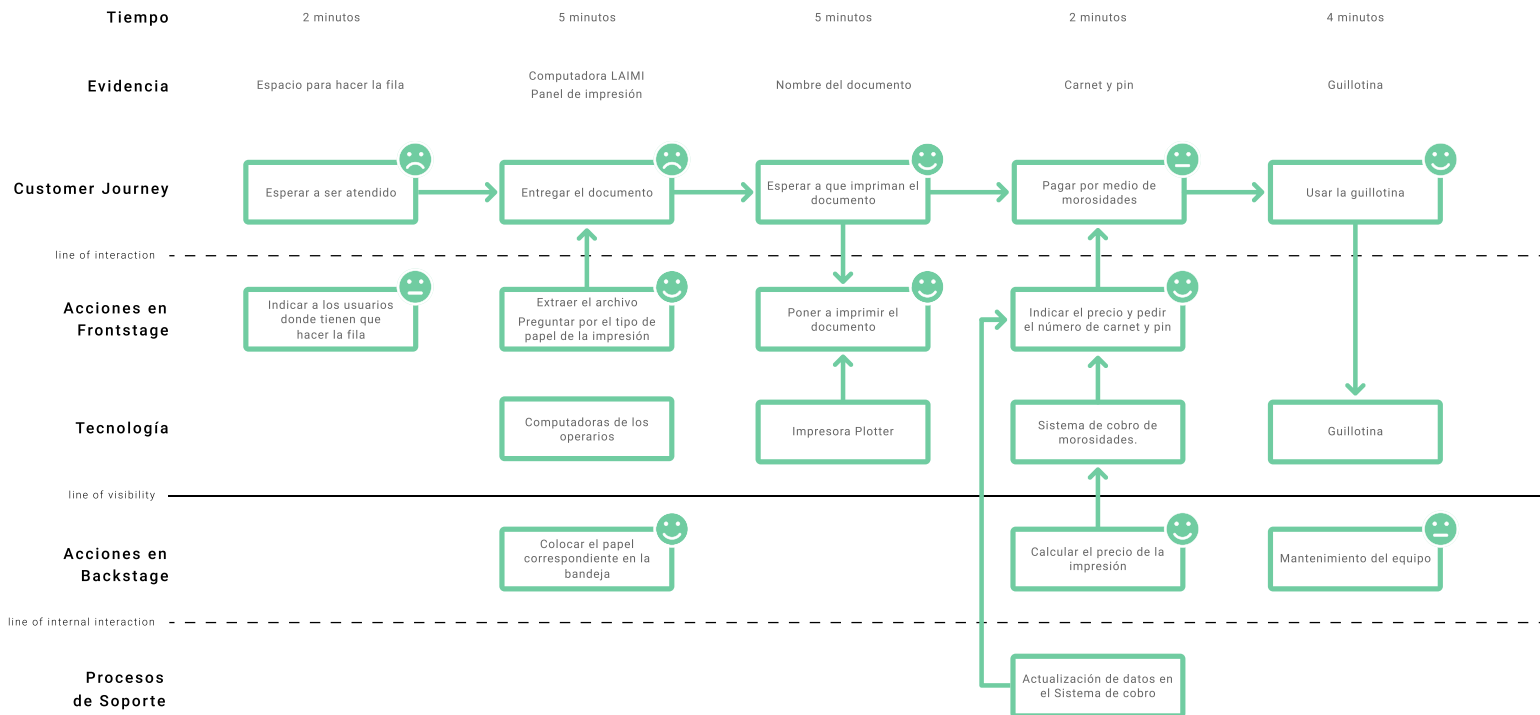 Tiempo
2 minutos
5 minutos
5 minutos
2 minutos
4 minutos
Evidencia
Espacio para hacer la fila
Computadora LAIMI
Panel de impresión
Nombre del documento
Carnet y pin
Guillotina
Customer Journey
Esperar a ser atendido
Entregar el documento
Esperar a que impriman el
documento
Pagar por medio de
morosidades
Usar la guillotina
line of interaction
Acciones en
Frontstage
Indicar a los usuarios
donde tienen que
hacer la fila
Extraer el archivo
Preguntar por el tipo de
papel de la impresión
Poner a imprimir el
documento
Indicar el precio y pedir
el número de carnet y pin
Tecnología
Computadoras de los
operarios
Impresora Plotter
Sistema de cobro de
morosidades.
Guillotina
line of visibility
Acciones en
Backstage
Colocar el papel
correspondiente en la
bandeja
Calcular el precio de la
impresión
Mantenimiento del equipo
line of internal interaction
Procesos
de Soporte
Actualización de datos en
el Sistema de cobro